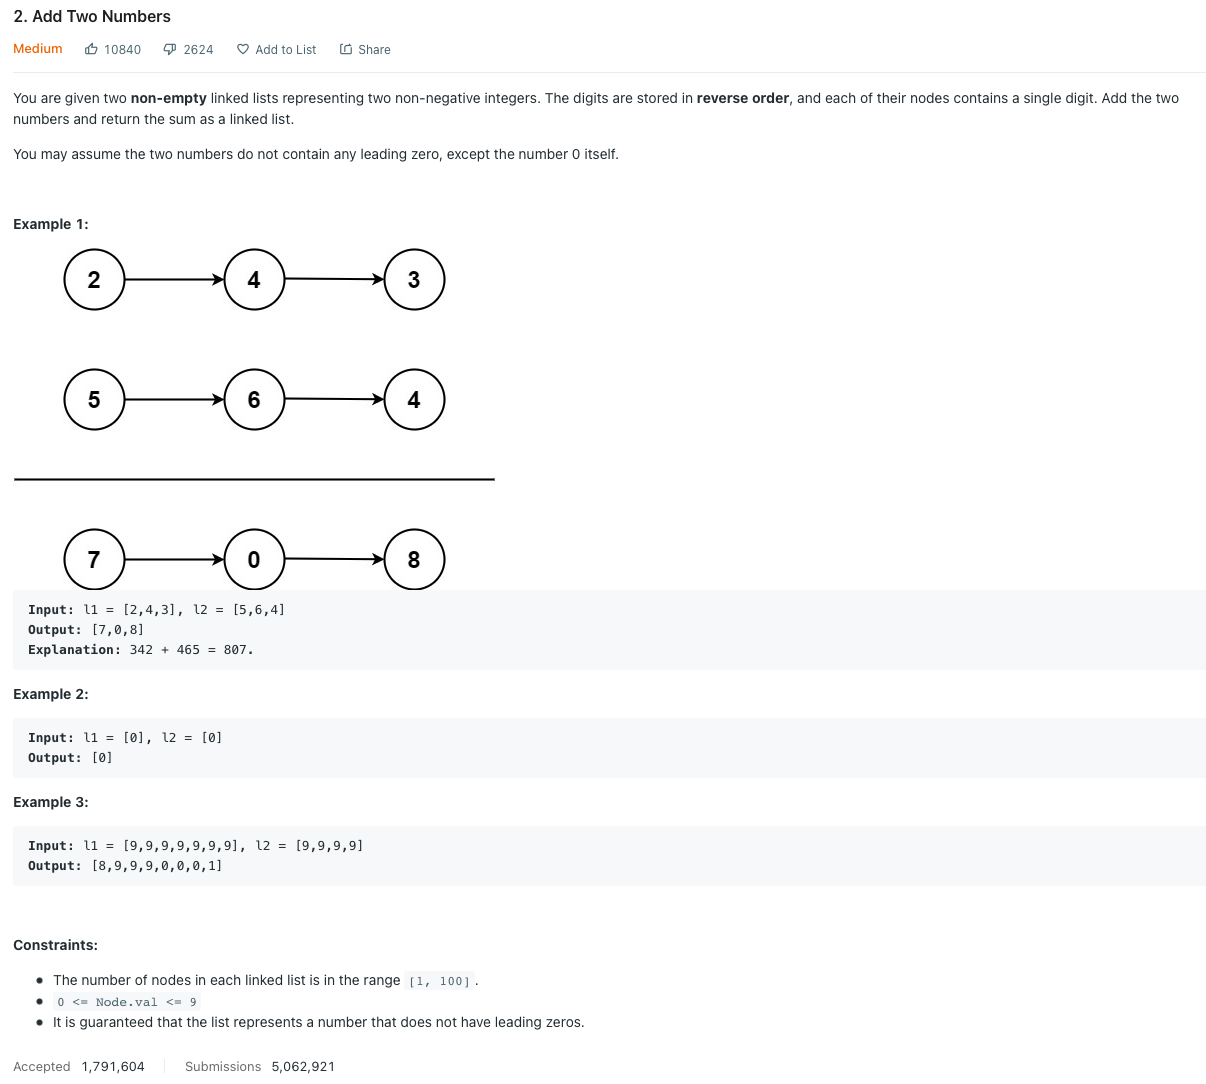 2. Add Two Numbers
Medium 10840 2624 Add to List Share
You are given two non-empty linked lists representing two non-negative integers. The digits are stored in reverse order, and each of their nodes contains a single digit. Add the two
numbers and return the sum as a linked list.
You may assume the two numbers do not contain any leading zero, except the number 0 itself.
Example 1:
2 4 3
5 6 4
7 0 8
Input: l1 = [2,4,3], l2 = [5,6,4]
Output: [7,0,8]
Explanation: 342 + 465 = 807.
Example 2:
Input: l1 = [0], l2 = [0]
Output: [0]
Example 3:
Input: l1 = [9,9,9,9,9,9,9], l2 = [9,9,9,9]
Output: [8,9,9,9,0,0,0,1]
Constraints:
• The number of nodes in each linked list is in the range [1, 100].
• 0 <= Node.val <= 9
• It is guaranteed that the list represents a number that does not have leading zeros.
Accepted 1,791,604 Submissions 5,062,921